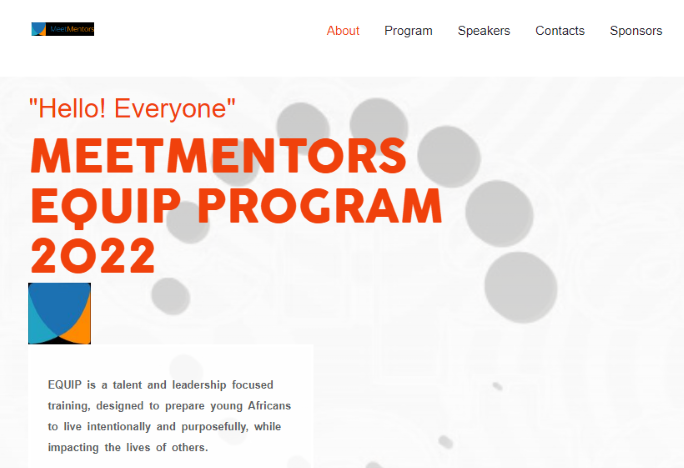 MeetMentors
About Program Speakers Contacts Sponsors
"Hello! Everyone"
MEETMENTORS
EQUIP PROGRAM
2022
EQUIP is a talent and leadership focused
training, designed to prepare young Africans
to live intentionally and purposefully, while
impacting the lives of others.